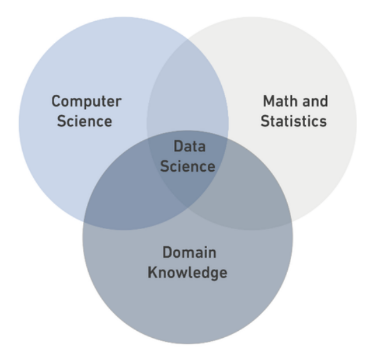 Computer
Science
Math and
Statistics
Data
Science
Domain
Knowledge